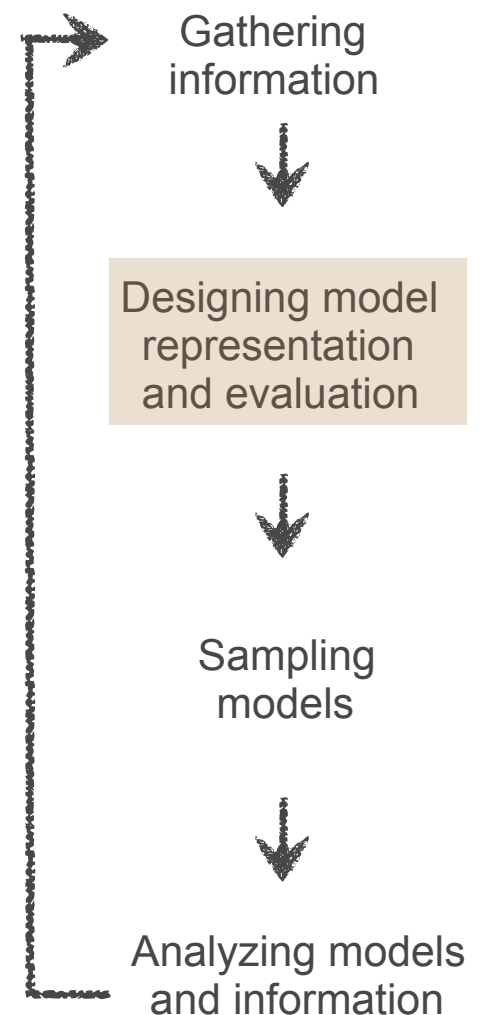 Gathering
information
Designing model
representation
and evaluation
Sampling
models
Analyzing models
and information